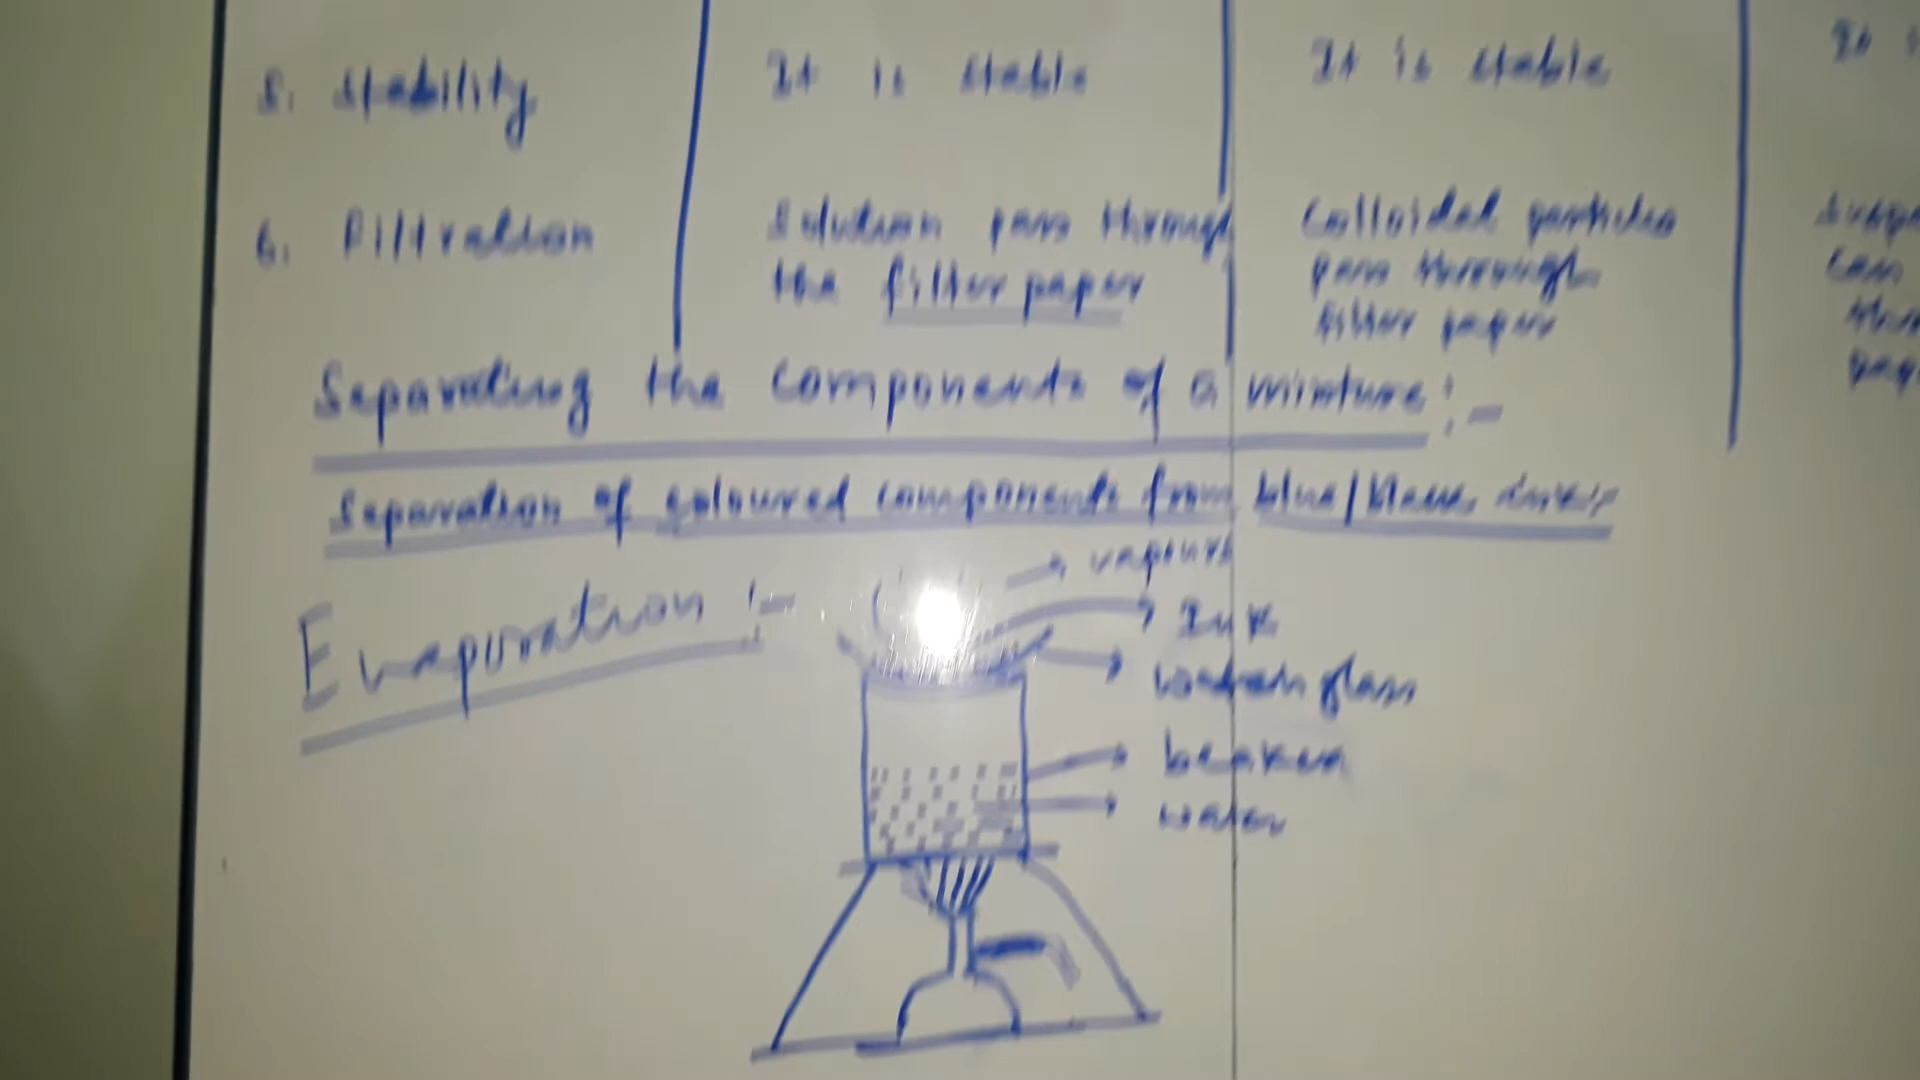 5. Stability
It is stable
It is stable
It
6. Filtration
Solution pass through
the filter paper
Colloidal particles
pass through
filter paper
can
Separating the components of a mixture :-
Separation of coloured components from blue/black
Evaporation :-
vapours
Ink
watch glass
beaker
water